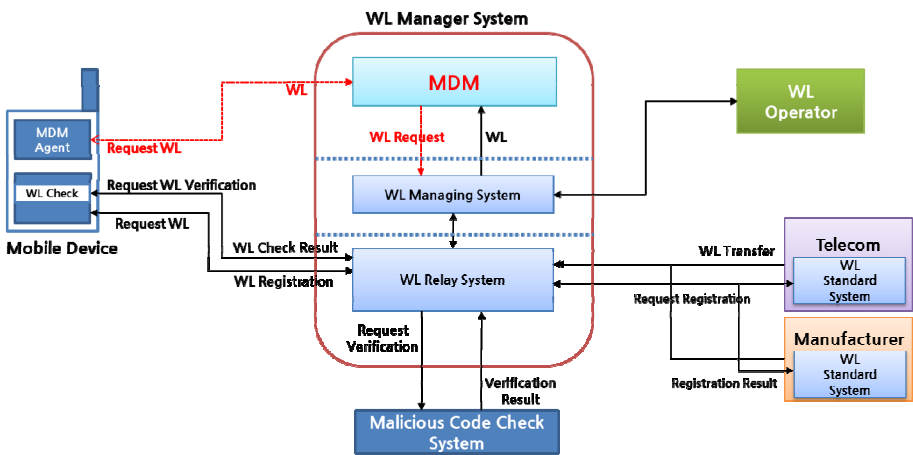 WL Manager System
MDM
WL
Operator
WL
MDM
Agent
Request WL
WL Request
WL
Request WL Verification
WL Check
WL Managing System
Request WL
Mobile Device
WL Check Result
WL Registration
WL Relay System
WL Transfer
Telecom
WL
Standard
System
Request Registration
Request
Verification
Manufacturer
WL
Standard
System
Registration Result
Verification
Result
Malicious Code Check
System